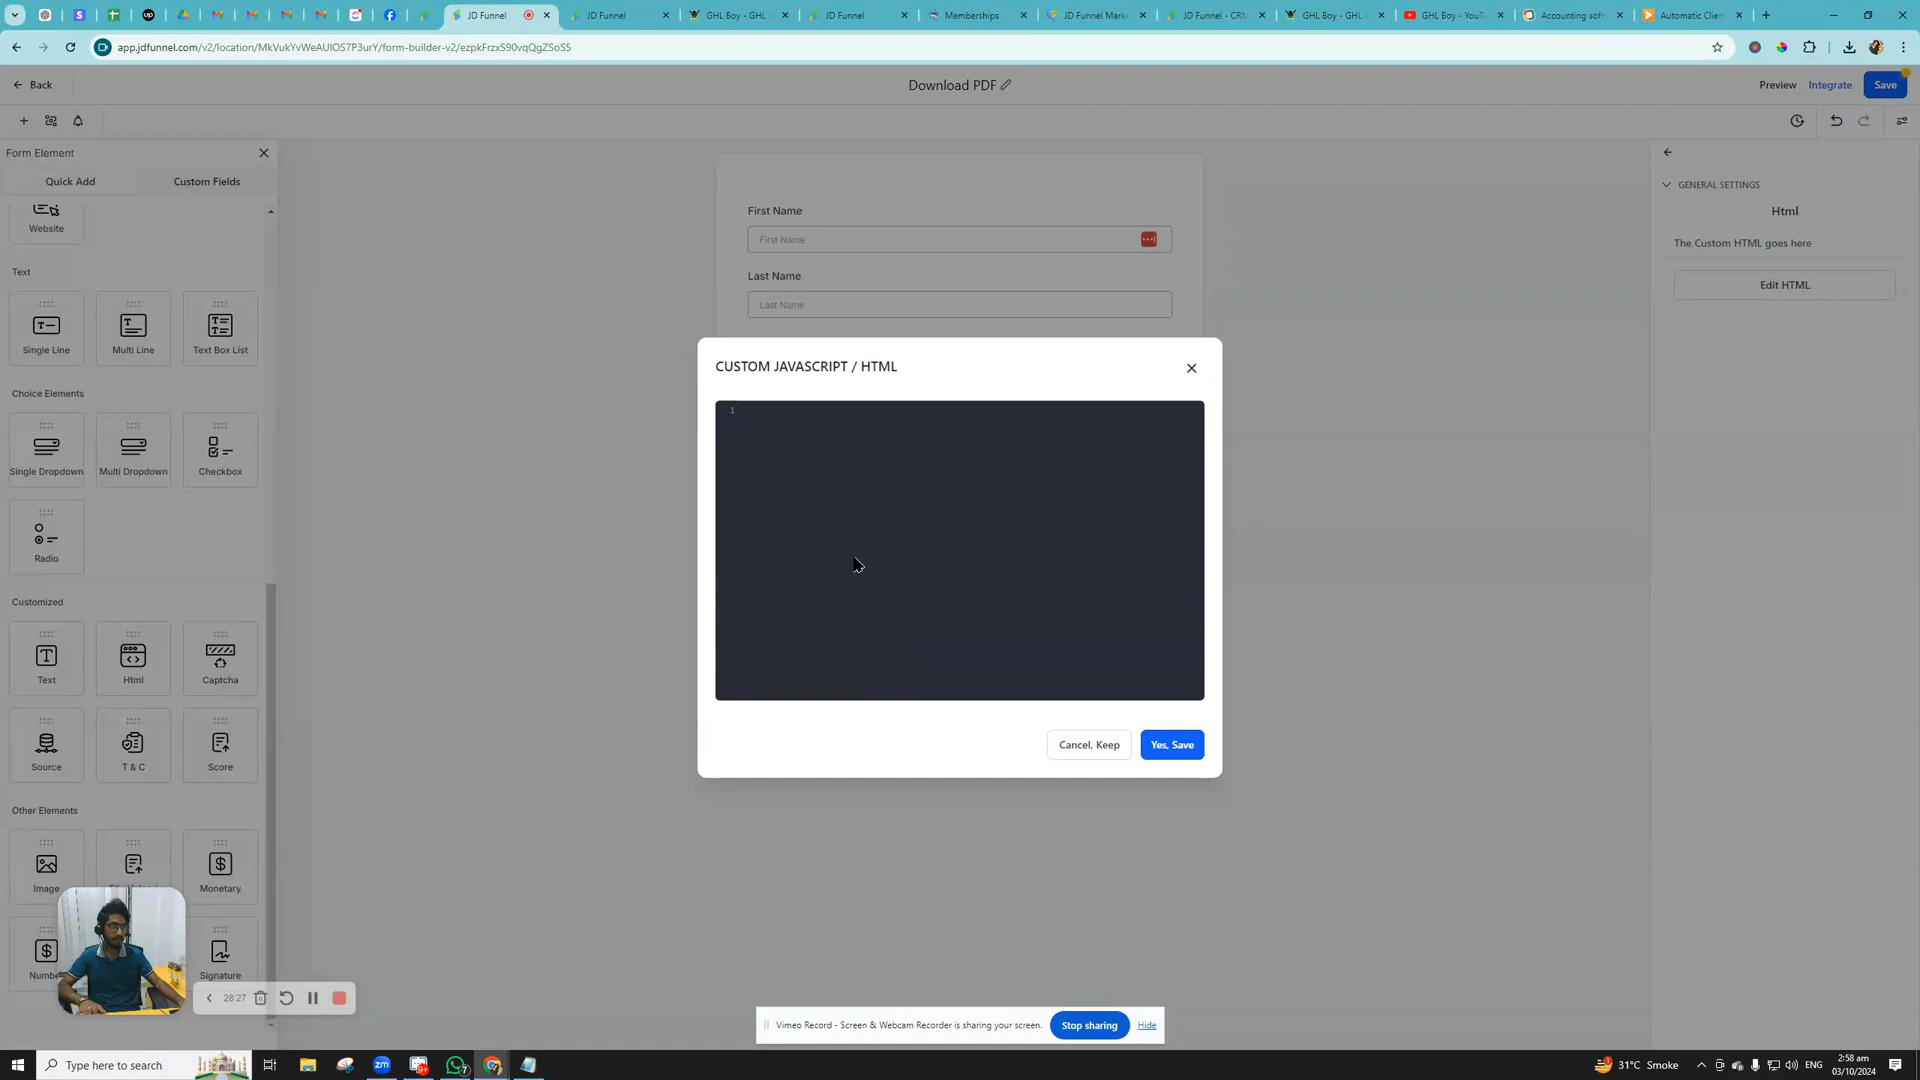 JD Funnel
JD Funnel
GHL Boy - GHL
JD Funnel
Memberships
JD Funnel Mark
JD Funnel - CRM
GHL Boy - GHL
GHL Boy - YouTu
Accounting soft
Automatic Clien
app.jdfunnel.com/v2/location/MkVukYvWeAUIOS7P3urY/form-builder-v2/ezpkFrzxS90vqQgZSoS5
Back
Download PDF
Preview
Integrate
Save
Form Element
Quick Add
Custom Fields
Website
Text
Single Line
Multi Line
Text Box List
Choice Elements
Single Dropdown
Multi Dropdown
Checkbox
Radio
Customized
Text
Html
Captcha
Source
T & C
Score
Other Elements
Image
Monetary
Signature
28:27
First Name
First Name
Last Name
Last Name
CUSTOM JAVASCRIPT / HTML
1
Cancel, Keep
Yes, Save
GENERAL SETTINGS
Html
The Custom HTML goes here
Edit HTML
Vimeo Record - Screen & Webcam Recorder is sharing your screen.
Stop sharing
Hide
Type here to search
zm
9+
7
31°C Smoke
ENG
2:58 am
03/10/2024